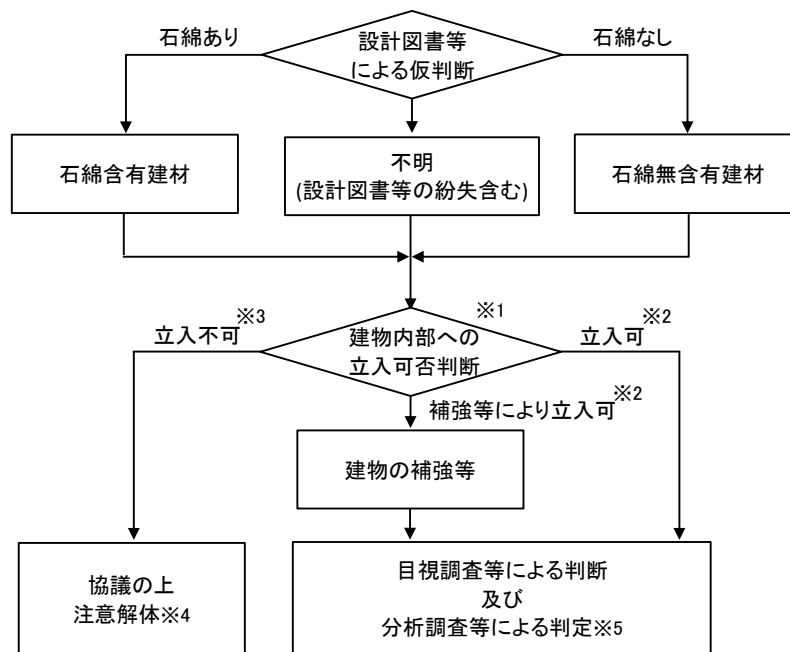 石綿あり
設計図書等
による仮判断
石綿なし
石綿含有建材
不明
(設計図書等の紛失含む)
石綿無含有建材
立入不可※3
建物内部への
立入可否判断
※1
立入可※2
補強等により立入可※2
建物の補強等
協議の上
注意解体※4
目視調査等による判断
及び
分析調査等による判定※5